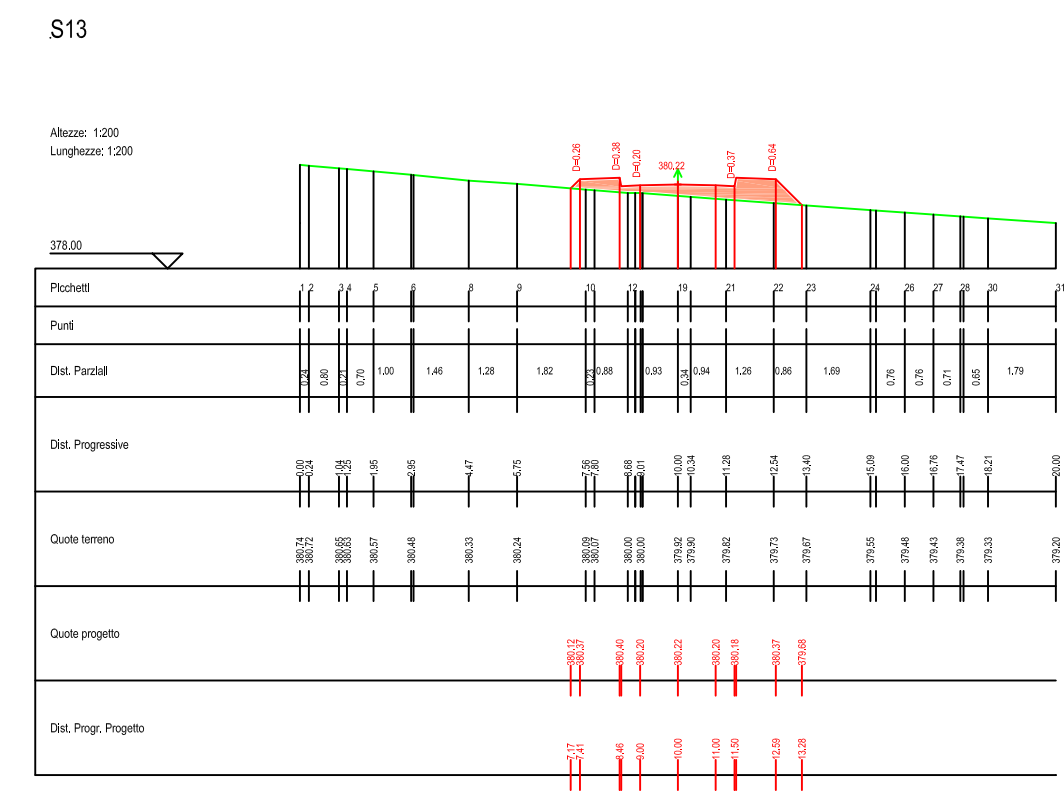 S13
Altezze: 1:200
Lunghezze: 1:200
D=0.26 D=0.38 D=0.20 380.22 D=0.37 D=0.64
378.00
Picchetti 1 2 3 4 5 6 8 9 10 12 19 21 22 23 24 26 27 28 30 31
Punti
Dist. Parziali 0.24 0.80 0.21 0.70 1.00 1.46 1.28 1.82 0.23 0.88 0.93 0.34 0.94 1.26 0.86 1.69 0.76 0.76 0.71 0.65 1.79
Dist. Progressive 0.00 0.24 1.04 1.25 1.95 2.95 4.47 5.75 7.56 7.80 8.68 9.01 10.00 10.34 11.28 12.54 13.40 15.09 16.00 16.76 17.47 18.21 20.00
Quote terreno 380.74 380.72 380.65 380.63 380.57 380.48 380.33 380.24 380.09 380.07 380.00 380.00 379.92 379.90 379.82 379.73 379.67 379.55 379.48 379.43 379.38 379.33 379.20
Quote progetto 380.12 380.37 380.40 380.20 380.22 380.20 380.18 380.37 379.68
Dist. Progr. Progetto 7.17 7.41 8.46 9.00 10.00 11.00 11.50 12.59 13.28